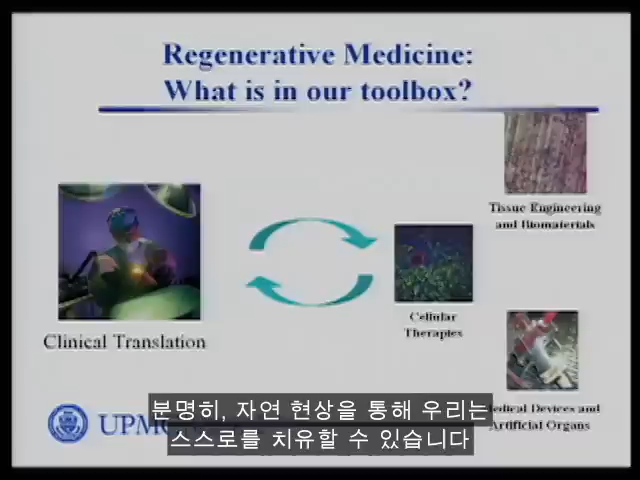 Regenerative Medicine:
What is in our toolbox?
Tissue Engineering
and Biomaterials
Cellular
Therapies
Clinical Translation
Medical Devices and
Artificial Organs
UPMC
분명히, 자연 현상을 통해 우리는
스스로를 치유할 수 있습니다